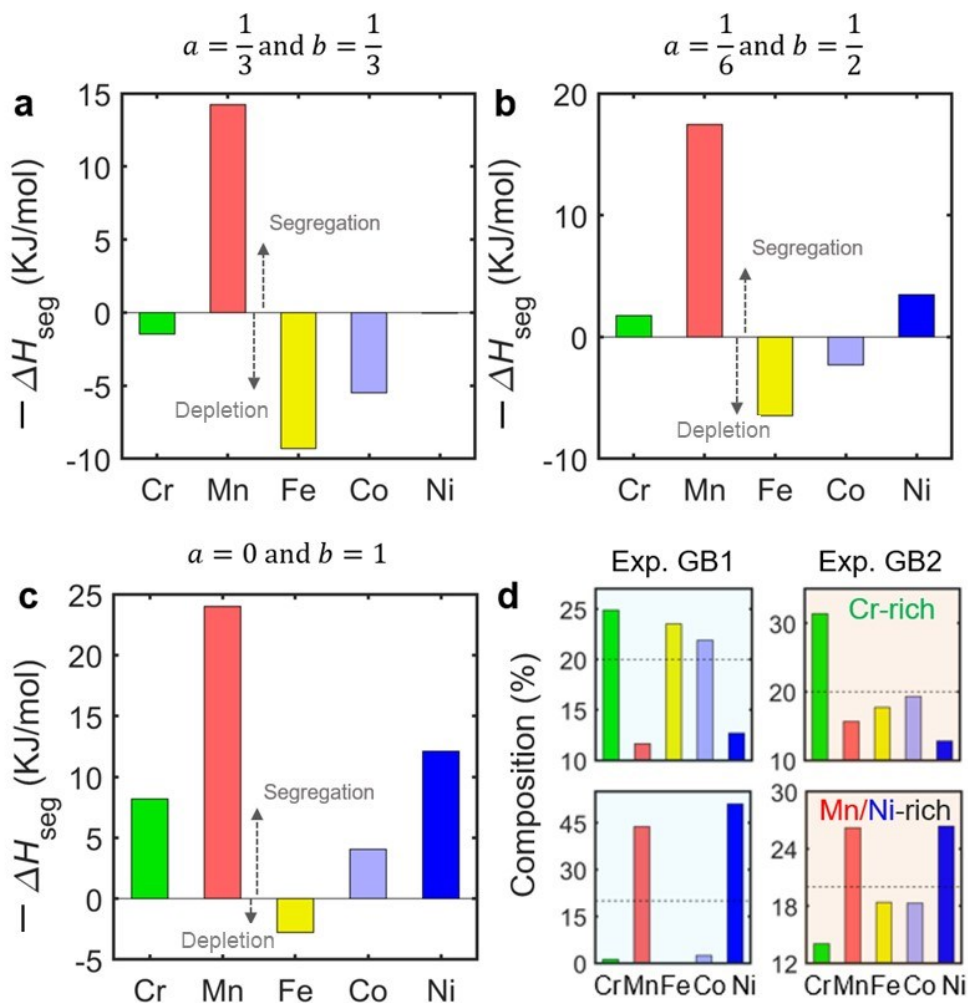 a = 1/3 and b = 1/3
a
15
10
5
0
-5
-10
− ΔH_seg (KJ/mol)
Segregation
Depletion
Cr Mn Fe Co Ni
a = 1/6 and b = 1/2
b
20
10
0
-10
− ΔH_seg (KJ/mol)
Segregation
Depletion
Cr Mn Fe Co Ni
a = 0 and b = 1
c
25
20
15
10
5
0
-5
− ΔH_seg (KJ/mol)
Segregation
Depletion
Cr Mn Fe Co Ni
d
Exp. GB1 Exp. GB2
Composition (%)
25
20
15
10
30
20
10
Cr-rich
45
30
15
0
30
24
18
12
Mn/Ni-rich
Cr Mn Fe Co Ni
Cr Mn Fe Co Ni